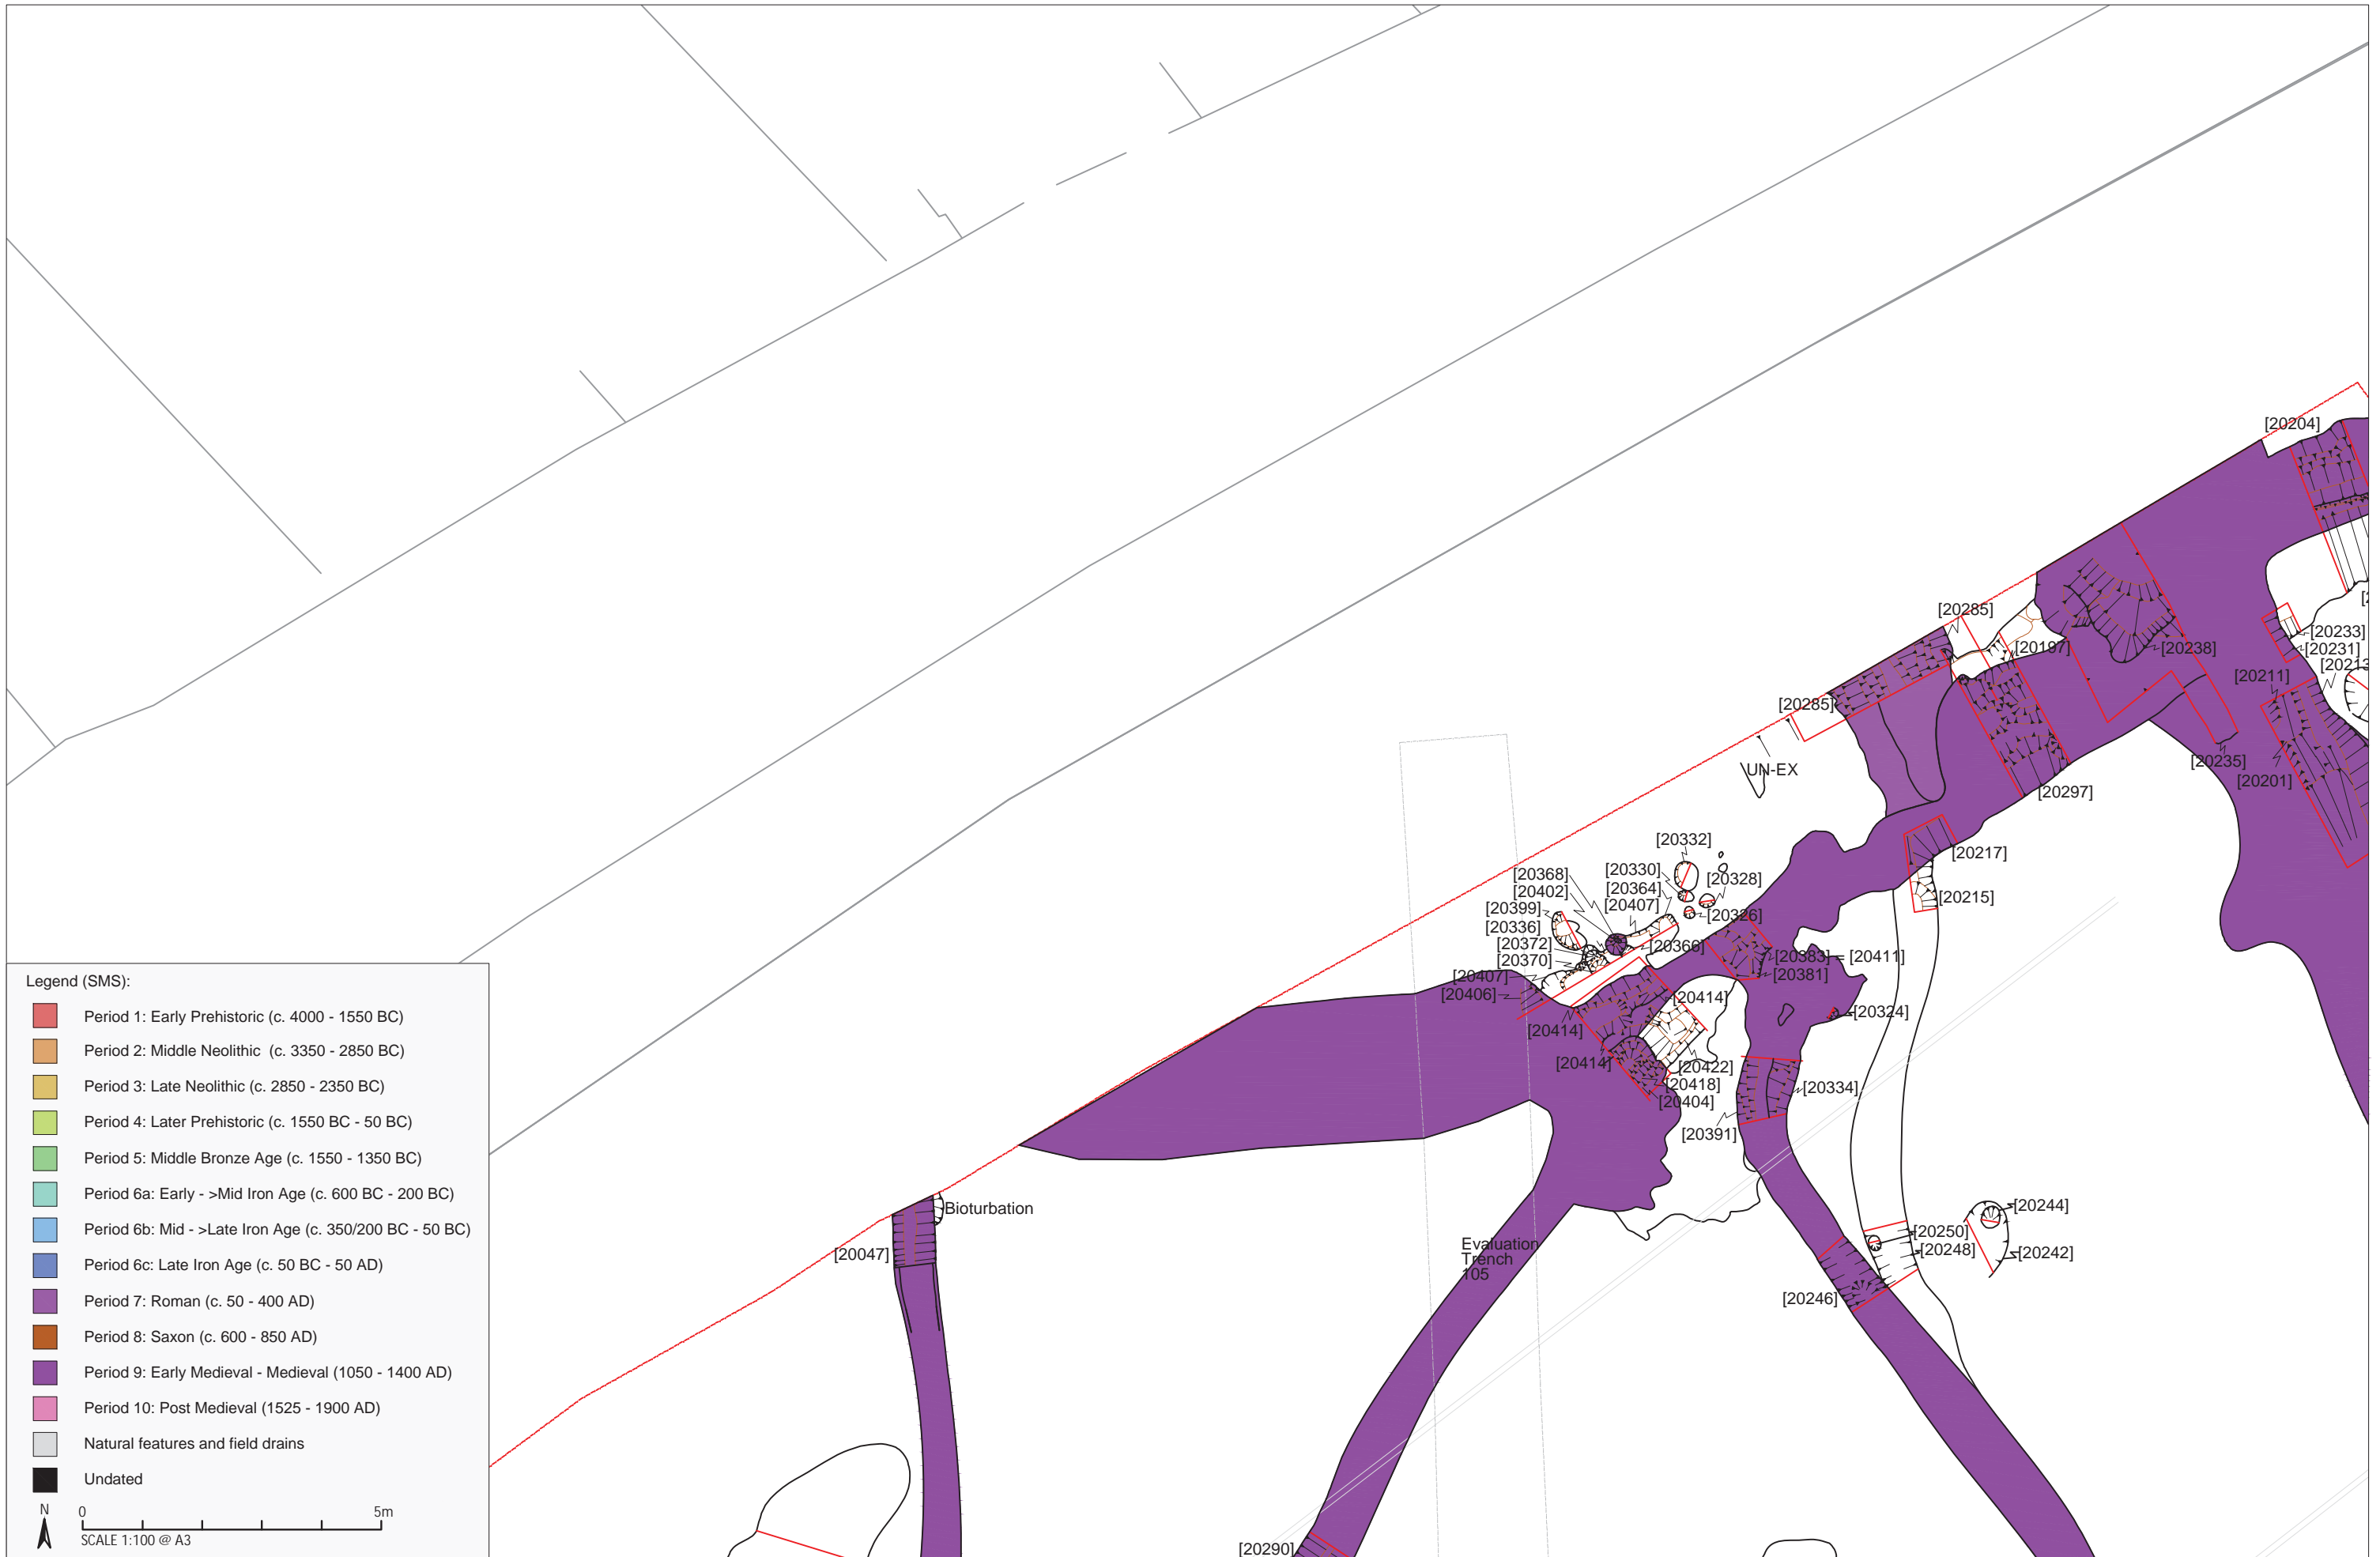 [20204]
[20285]
[20233]
[20197]
[20238]
[20231]
[20213
[20211]
[20285]
UN-EX
[20235]
[20201]
[20297]
[20332]
[20217]
[20368]
[20330]
[20328]
[20402]
[20364]
[20399]
[20407]
[20215]
[20336]
[20326]
[20372]
[20366]
[20370]
[20383]= [20411]
[20407]
[20381]
[20406]
[20414]
[20324]
[20414]
[20414]
[20422]
[20418]
[20334]
[20404]
[20391]
Bioturbation
[20244]
[20047]
Evaluation
Trench
105
[20250]
[20248]
[20242]
[20246]
[20290]
Legend (SMS):
Period 1: Early Prehistoric (c. 4000 - 1550 BC)
Period 2: Middle Neolithic (c. 3350 - 2850 BC)
Period 3: Late Neolithic (c. 2850 - 2350 BC)
Period 4: Later Prehistoric (c. 1550 BC - 50 BC)
Period 5: Middle Bronze Age (c. 1550 - 1350 BC)
Period 6a: Early - >Mid Iron Age (c. 600 BC - 200 BC)
Period 6b: Mid - >Late Iron Age (c. 350/200 BC - 50 BC)
Period 6c: Late Iron Age (c. 50 BC - 50 AD)
Period 7: Roman (c. 50 - 400 AD)
Period 8: Saxon (c. 600 - 850 AD)
Period 9: Early Medieval - Medieval (1050 - 1400 AD)
Period 10: Post Medieval (1525 - 1900 AD)
Natural features and field drains
Undated
N
0 5m
SCALE 1:100 @ A3